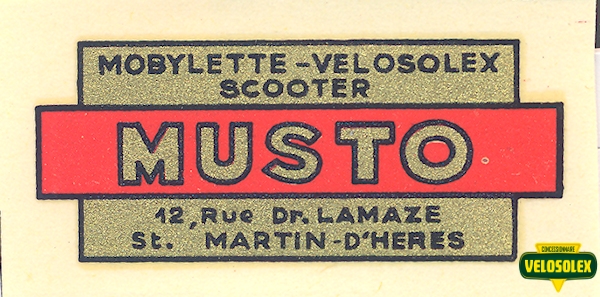 MOBYLETTE - VELOSOLEX
SCOOTER
MUSTO
12, Rue Dr. LAMAZE
St. MARTIN - D'HERES
CONCESSIONNAIRE
VELOSOLEX